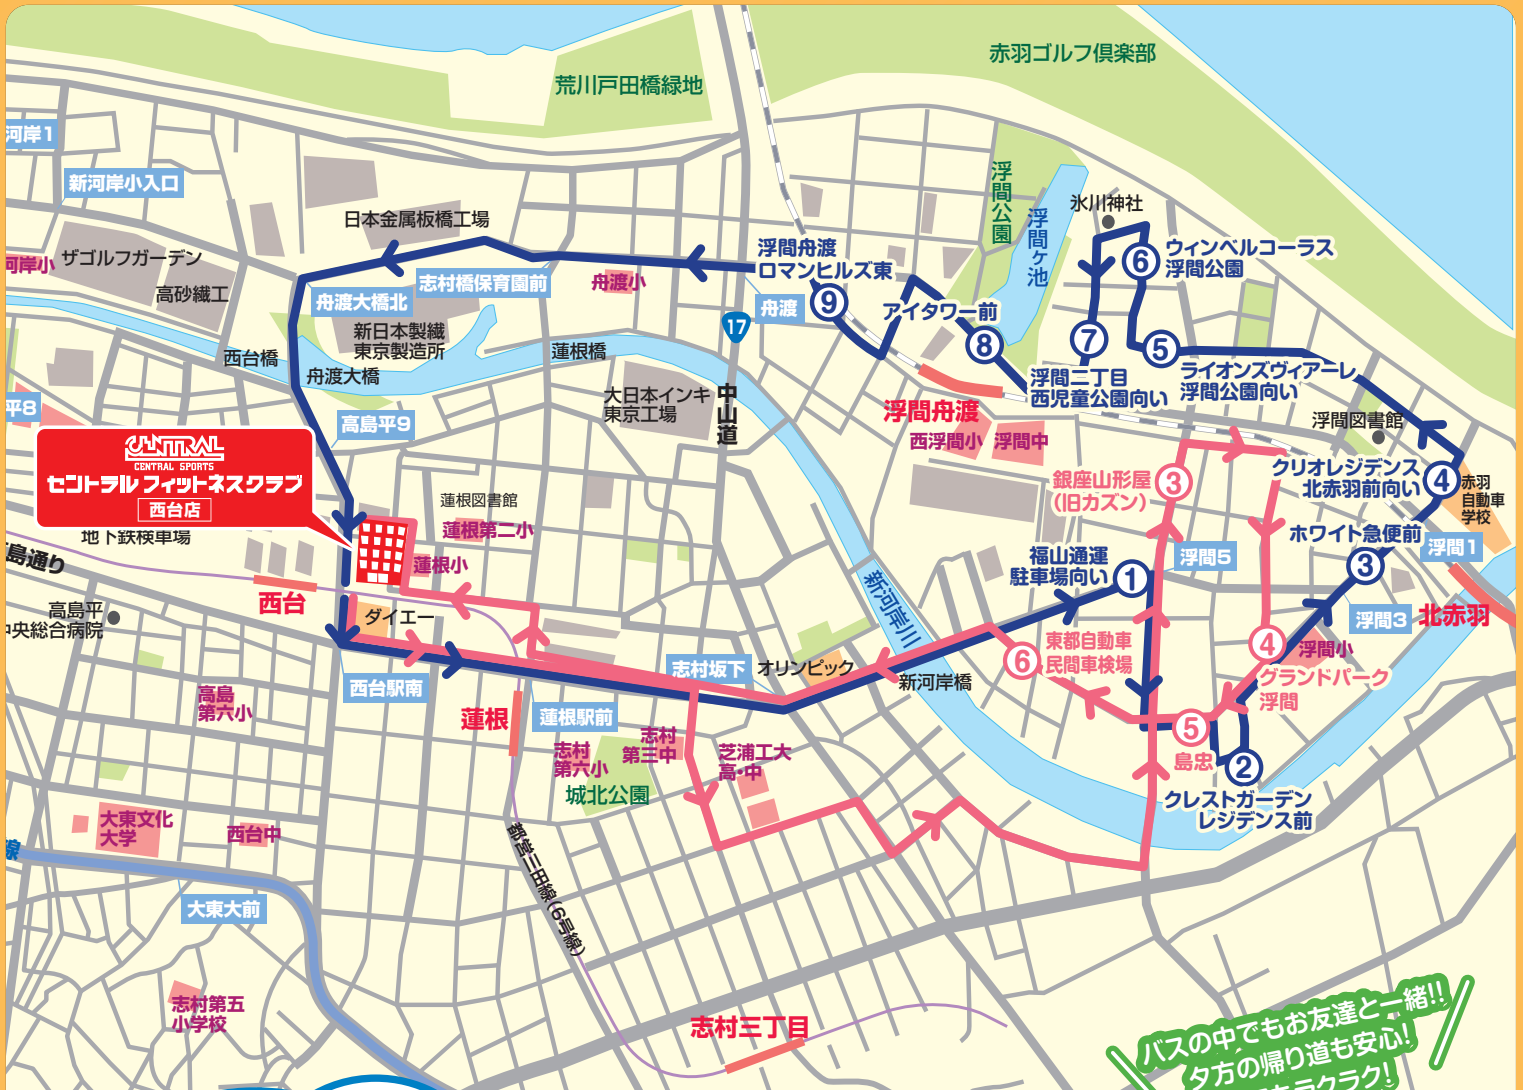 赤羽ゴルフ倶楽部
荒川戸田橋緑地
河岸1
新河岸小入口
浮間公園
浮間ヶ池
氷川神社
日本金属板橋工場
浮間舟渡
ロマンヒルズ東
ウィンベルコーラス
浮間公園
6
河岸小
ザゴルフガーデン
高砂繊工
舟渡大橋北
志村橋保育園前
舟渡小
舟渡
9
アイタワー前
17
新日本製繊
東京製造所
7
8
5
西台橋
舟渡大橋
蓮根橋
浮間二丁目
西児童公園向い
ライオンズヴィアーレ
浮間公園向い
大日本インキ
東京工場
中山道
平8
高島平9
浮間舟渡
西浮間小
浮間中
浮間図書館
CENTRAL
CENTRAL SPORTS
セントラルフィットネスクラブ
西台店
銀座山形屋
(旧カズン)
3
クリオレジデンス
北赤羽前向い
4
赤羽
自動車
学校
蓮根図書館
蓮根第二小
地下鉄検車場
島通り
蓮根小
ホワイト急便前
浮間1
福山通運
駐車場向い
1
浮間5
3
新河岸川
西台
高島平
中央総合病院
ダイエー
浮間3
北赤羽
東都自動車
民間車検場
6
4
浮間小
志村坂下
オリンピック
新河岸橋
グランドパーク
浮間
西台駅南
高島
第六小
蓮根
蓮根駅前
5
島忠
志村
第三中
志村
第六小
芝浦工大
高・中
城北公園
2
クレストガーデン
レジデンス前
大東文化
大学
西台中
線
都営三田線(6号線)
大東大前
志村第五
小学校
志村三丁目
バスの中でもお友達と一緒!!
夕方の帰り道も安心!
ラクラク!